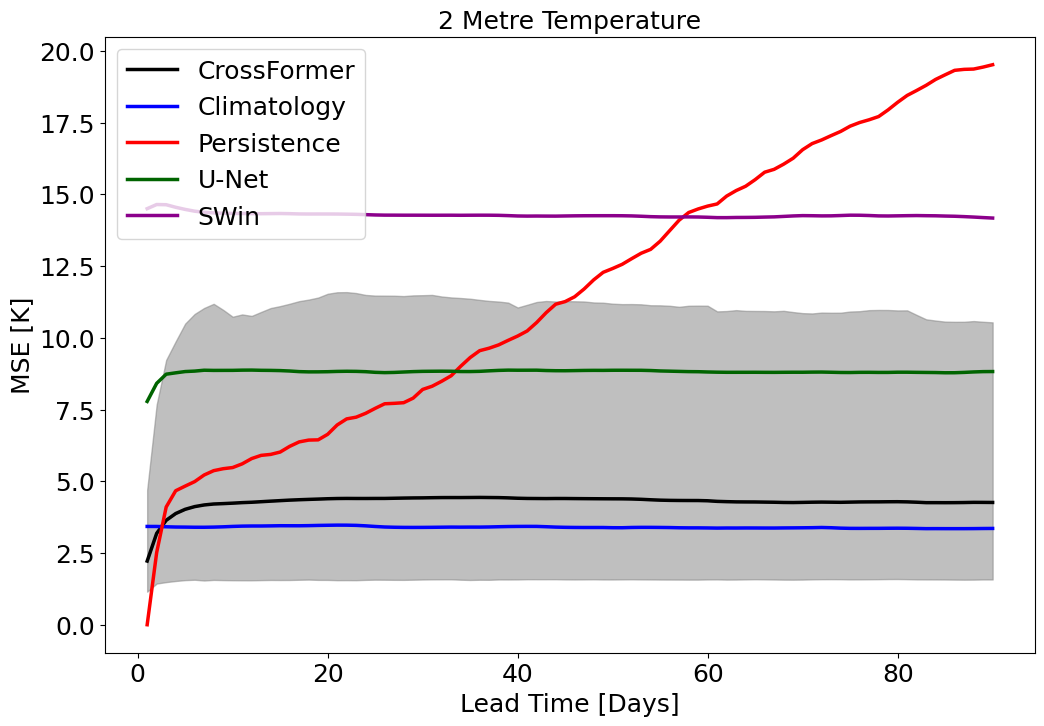 2 Metre Temperature
MSE [K]
20.0
17.5
15.0
12.5
10.0
7.5
5.0
2.5
0.0
CrossFormer
Climatology
Persistence
U-Net
SWin
0 20 40 60 80
Lead Time [Days]